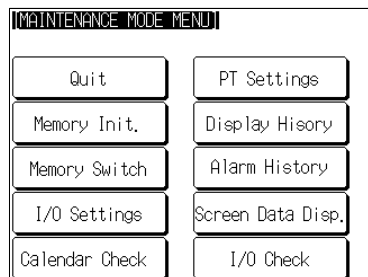 [MAINTENANCE MODE MENU]
Quit
PT Settings
Memory Init.
Display Hisory
Memory Switch
Alarm History
I/O Settings
Screen Data Disp.
Calendar Check
I/O Check